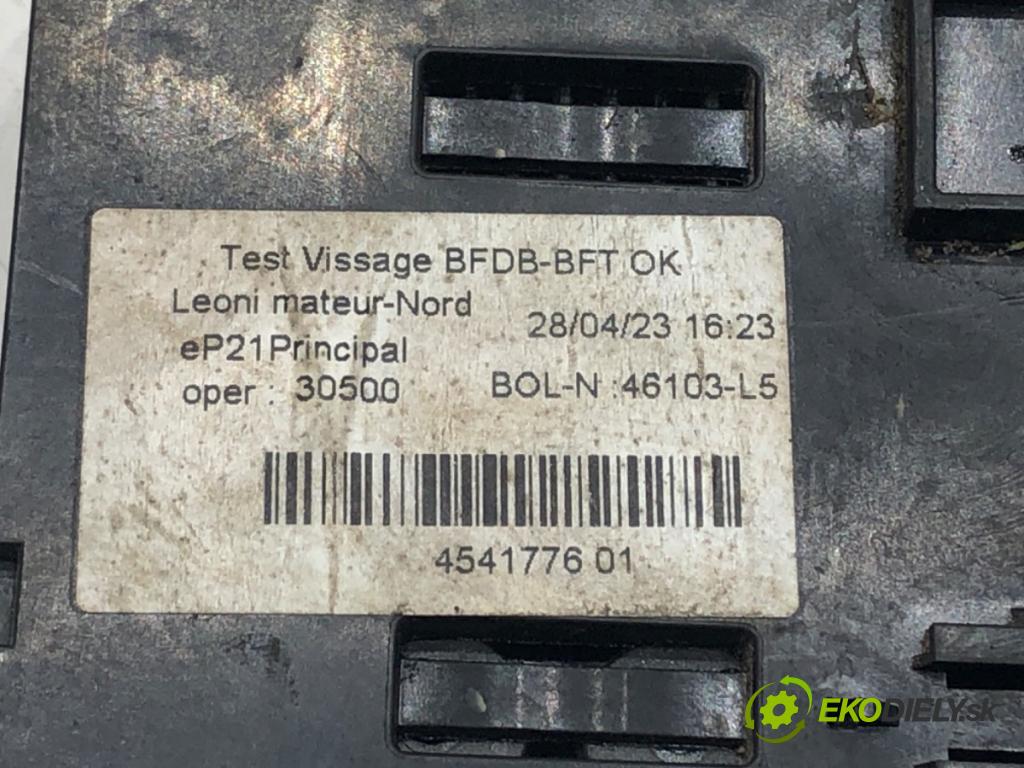 Test Vissage BFDB-BFT OK
Leoni mateur-Nord
28/04/23 16:23
eP21Principal
oper : 30500
BOL-N :46103-L5
4541776 01
EKODIELY.sk